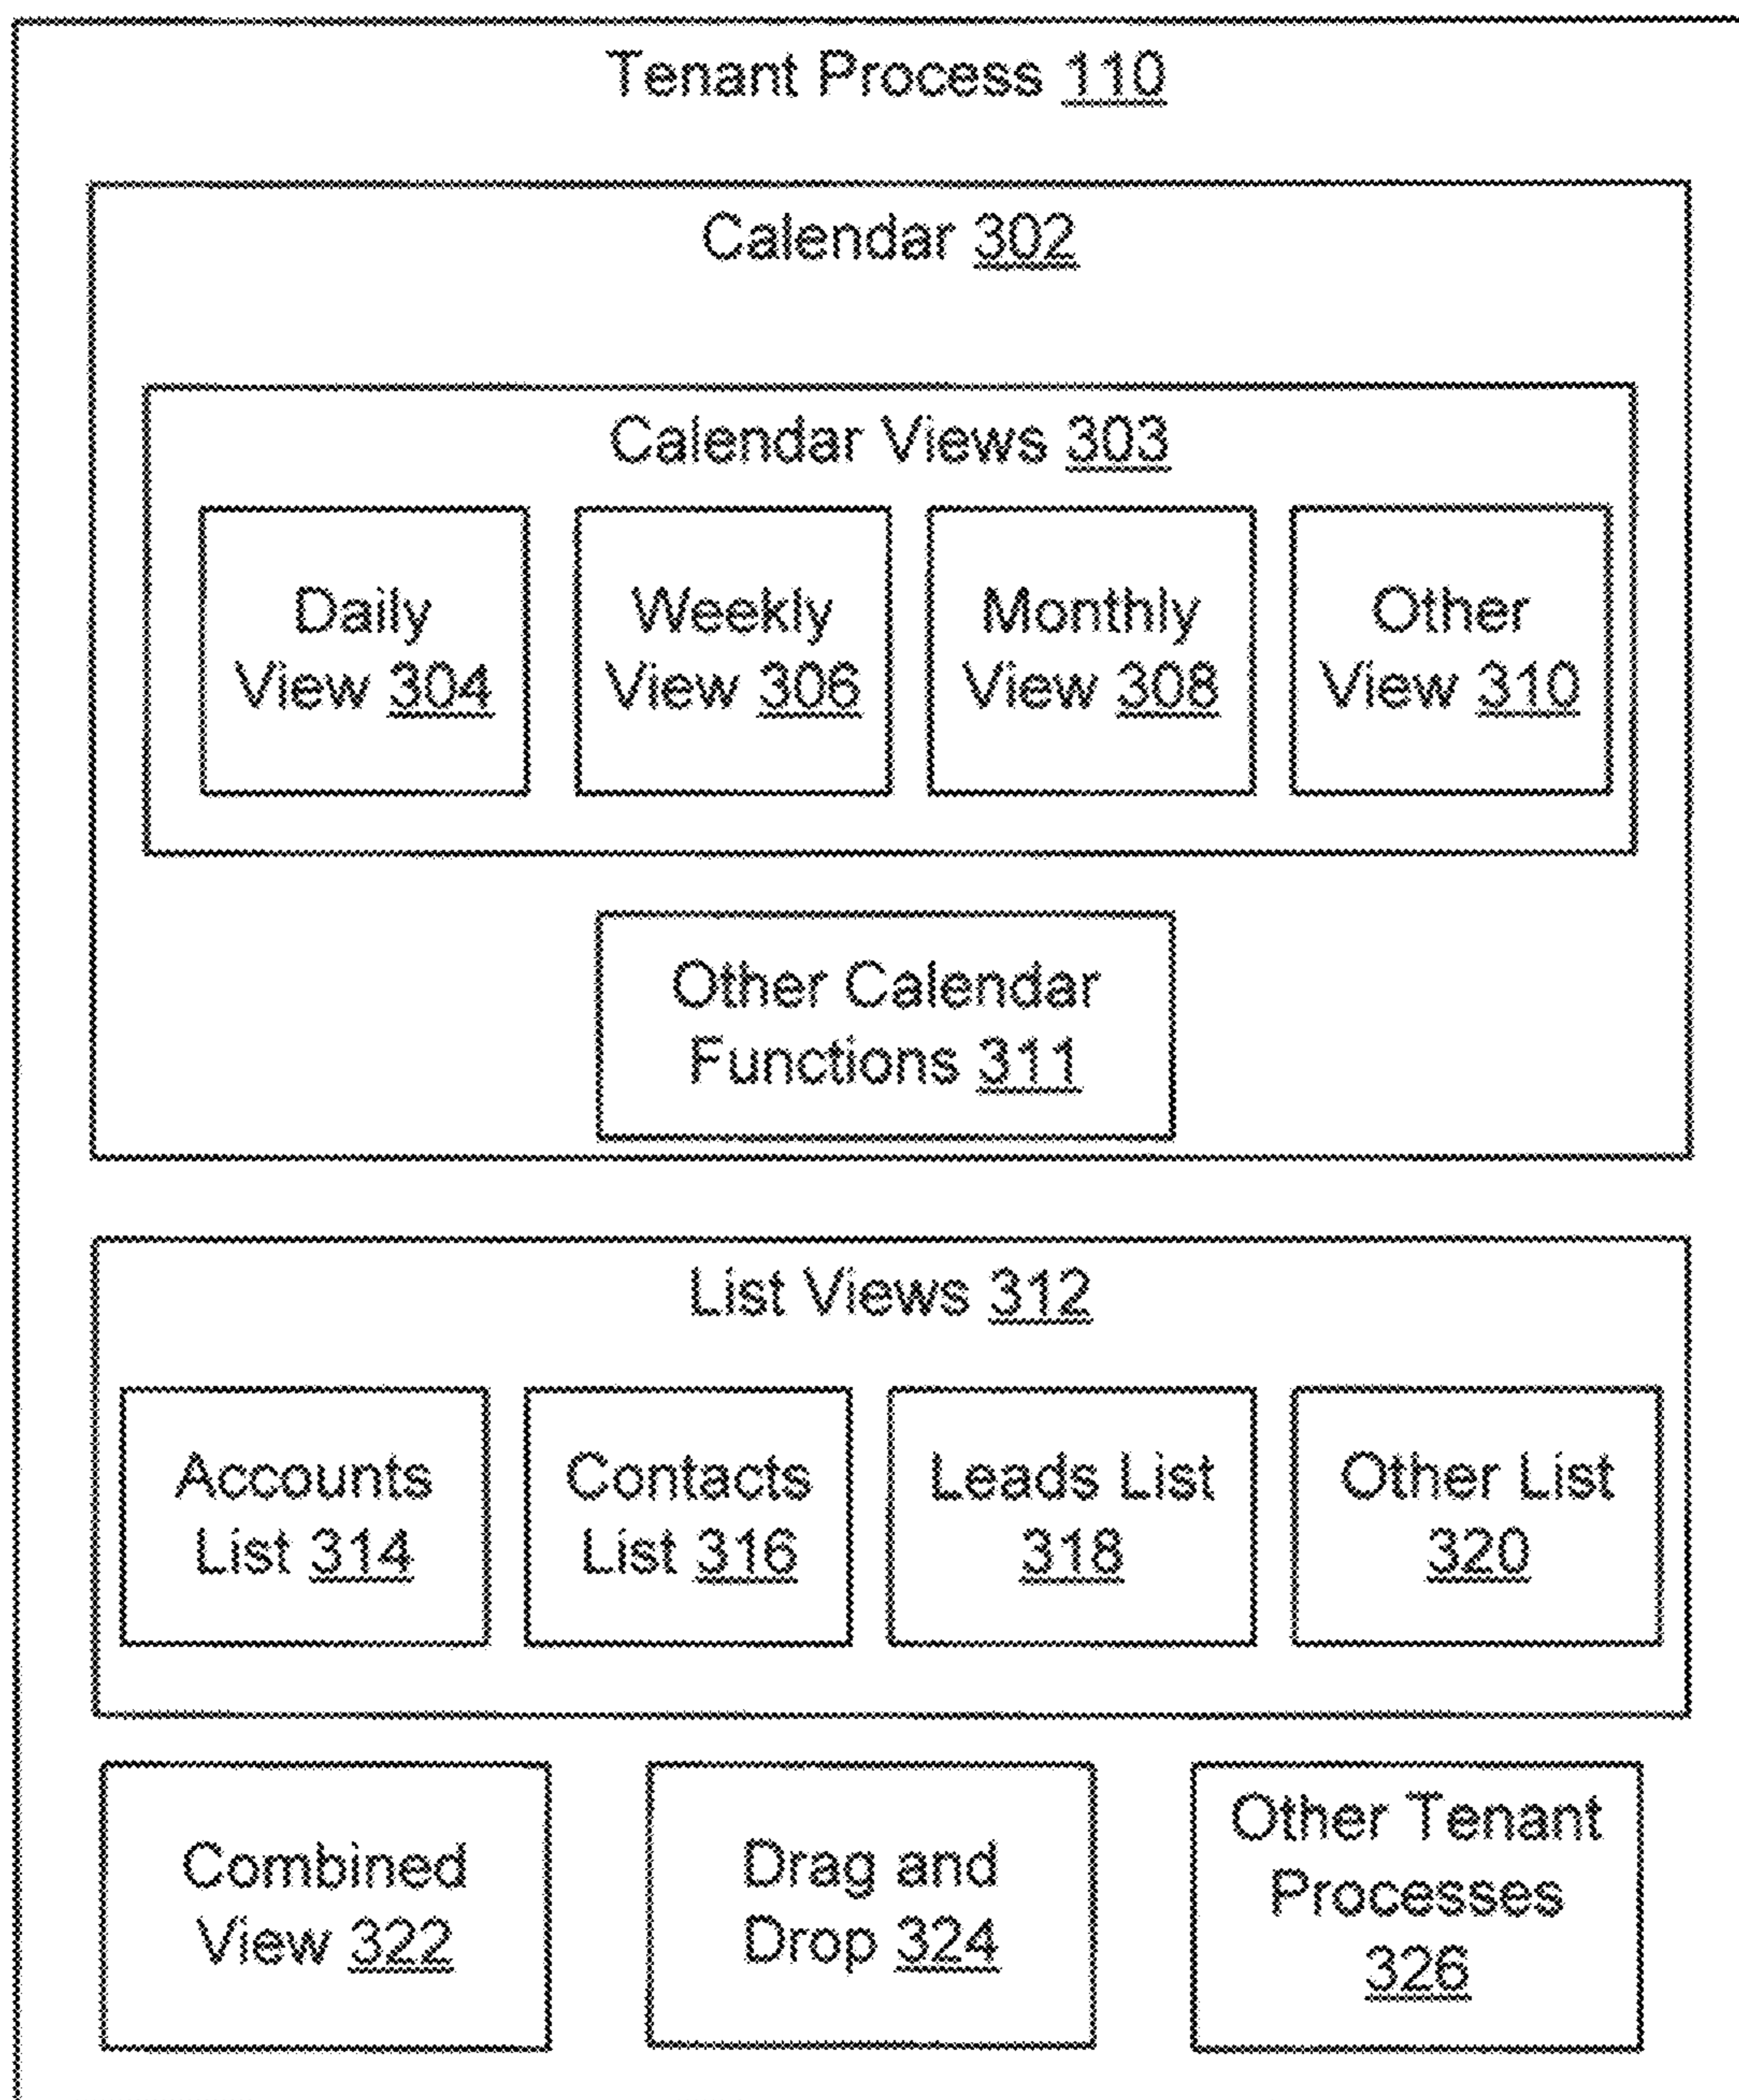 Tenant Process 110
Calendar 302
Calendar Views 303
Daily
View 304
Weekly
View 306
Monthly
View 308
Other
View 310
Other Calendar
Functions 311
List Views 312
Accounts
List 314
Contacts
List 316
Leads List
318
Other List
320
Combined
View 322
Drag and
Drop 324
Other Tenant
Processes
326